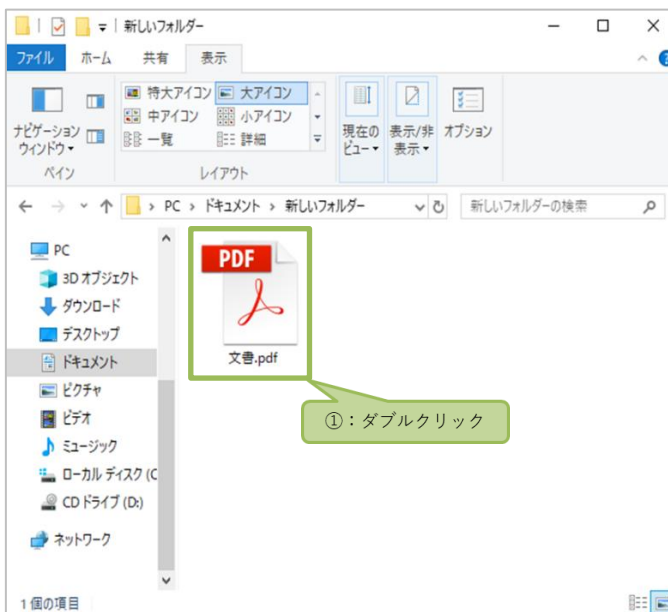 新しいフォルダー
ファイル ホーム 共有 表示
特大アイコン 大アイコン
中アイコン 小アイコン
一覧 詳細
ナビゲーション
ウィンドウ
現在の
ビュー
表示/非
表示
オプション
ペイン レイアウト
PC › ドキュメント › 新しいフォルダー 新しいフォルダーの検索
PC
3D オブジェクト
ダウンロード
デスクトップ
ドキュメント
ピクチャ
ビデオ
ミュージック
ローカル ディスク (C
CD ドライブ (D:)
ネットワーク
PDF
文書.pdf
①：ダブルクリック
1 個の項目